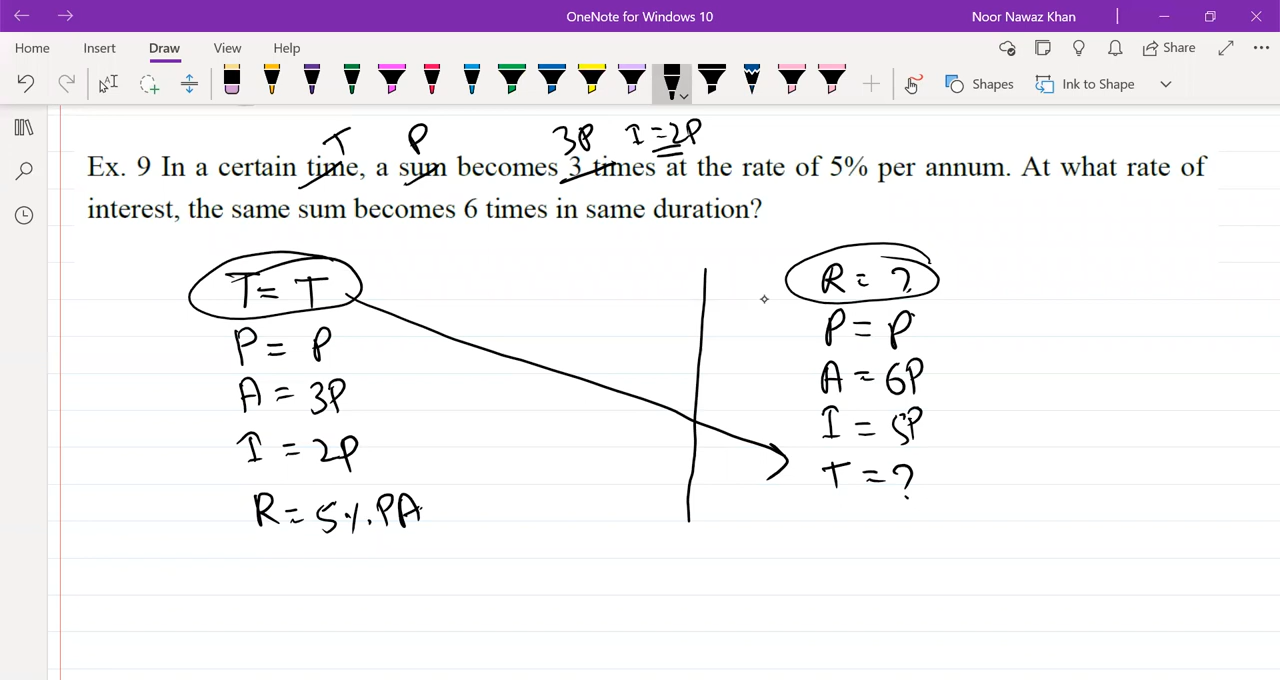 OneNote for Windows 10
Noor Nawaz Khan
Home Insert Draw View Help
Share
Shapes
Ink to Shape
T P 3P I = 2P
Ex. 9 In a certain time, a sum becomes 3 times at the rate of 5% per annum. At what rate of
interest, the same sum becomes 6 times in same duration?
T = T
P = P
A = 3P
I = 2P
R = 5%. PA
R = ?
P = P
A = 6P
I = 5P
T = ?